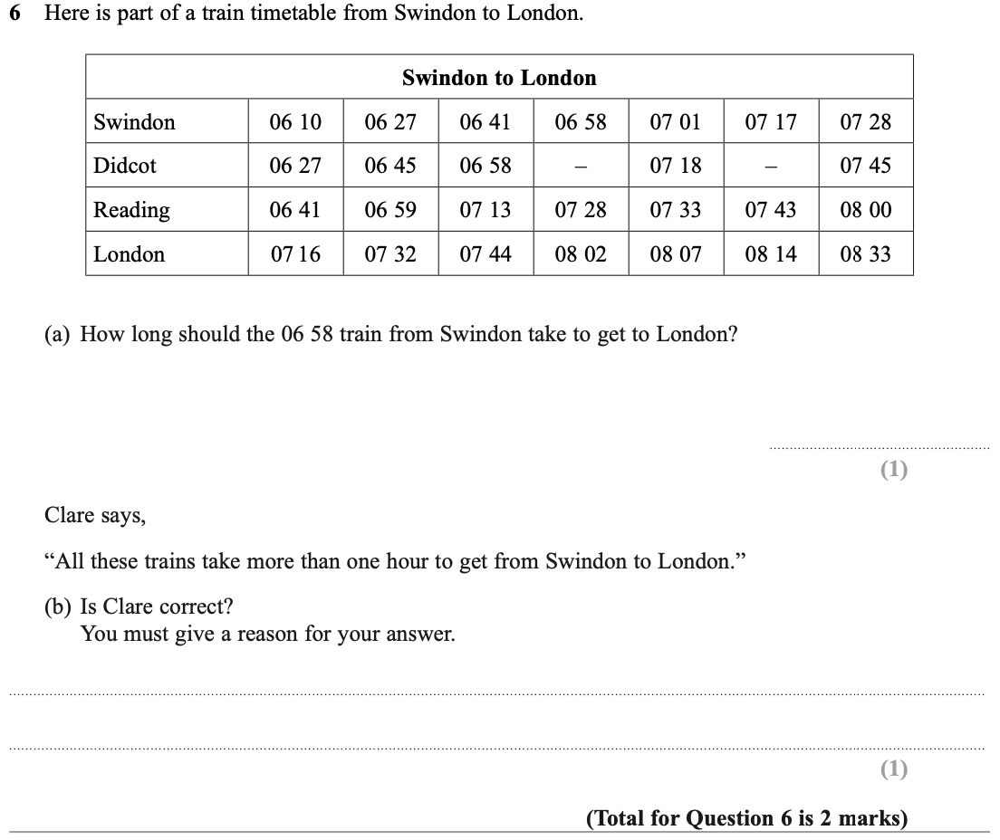 6 Here is part of a train timetable from Swindon to London.
Swindon to London
Swindon 06 10 06 27 06 41 06 58 07 01 07 17 07 28
Didcot 06 27 06 45 06 58 – 07 18 – 07 45
Reading 06 41 06 59 07 13 07 28 07 33 07 43 08 00
London 07 16 07 32 07 44 08 02 08 07 08 14 08 33
(a) How long should the 06 58 train from Swindon take to get to London?
(1)
Clare says,
“All these trains take more than one hour to get from Swindon to London.”
(b) Is Clare correct?
You must give a reason for your answer.
(1)
(Total for Question 6 is 2 marks)